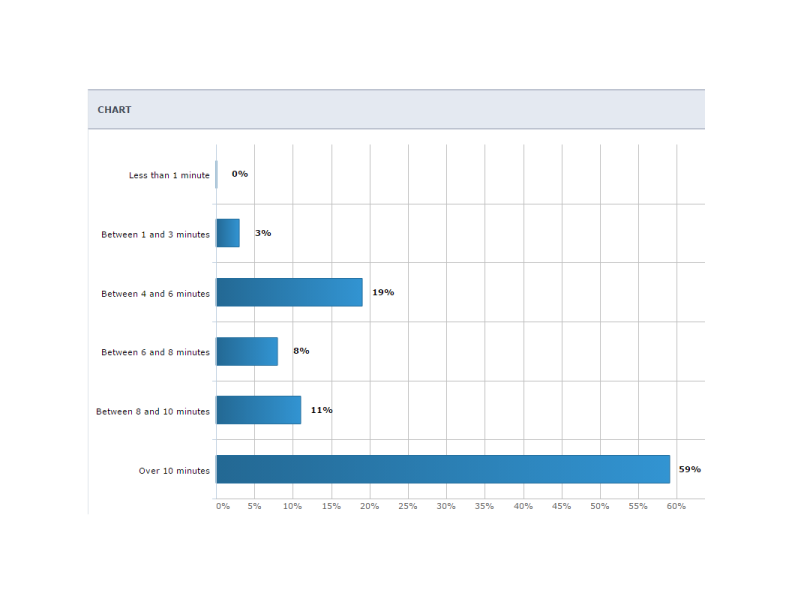 CHART
Less than 1 minute 0%
Between 1 and 3 minutes 3%
Between 4 and 6 minutes 19%
Between 6 and 8 minutes 8%
Between 8 and 10 minutes 11%
Over 10 minutes 59%
0% 5% 10% 15% 20% 25% 30% 35% 40% 45% 50% 55% 60%